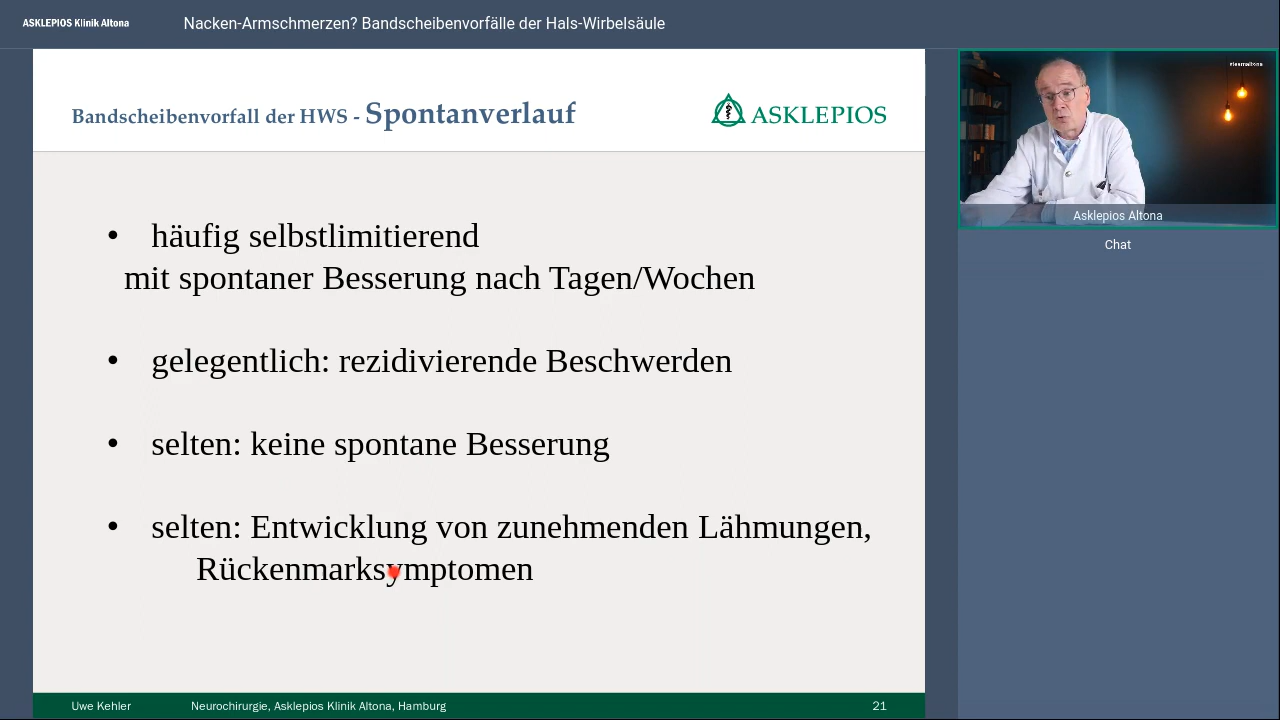 ASKLEPIOS Klinik Altona
Nacken-Armschmerzen? Bandscheibenvorfälle der Hals-Wirbelsäule
Bandscheibenvorfall der HWS - Spontanverlauf
ASKLEPIOS
• häufig selbstlimitierend
mit spontaner Besserung nach Tagen/Wochen
• gelegentlich: rezidivierende Beschwerden
• selten: keine spontane Besserung
• selten: Entwicklung von zunehmenden Lähmungen,
Rückenmarksymptomen
Uwe Kehler Neurochirurgie, Asklepios Klinik Altona, Hamburg 21
#teamaltona
Asklepios Altona
Chat